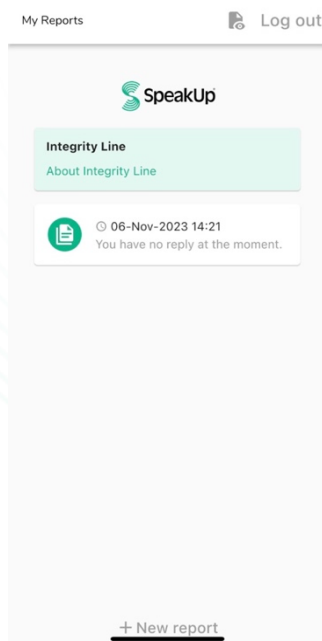 My Reports
Log out
SpeakUp
Integrity Line
About Integrity Line
06-Nov-2023 14:21
You have no reply at the moment.
+ New report